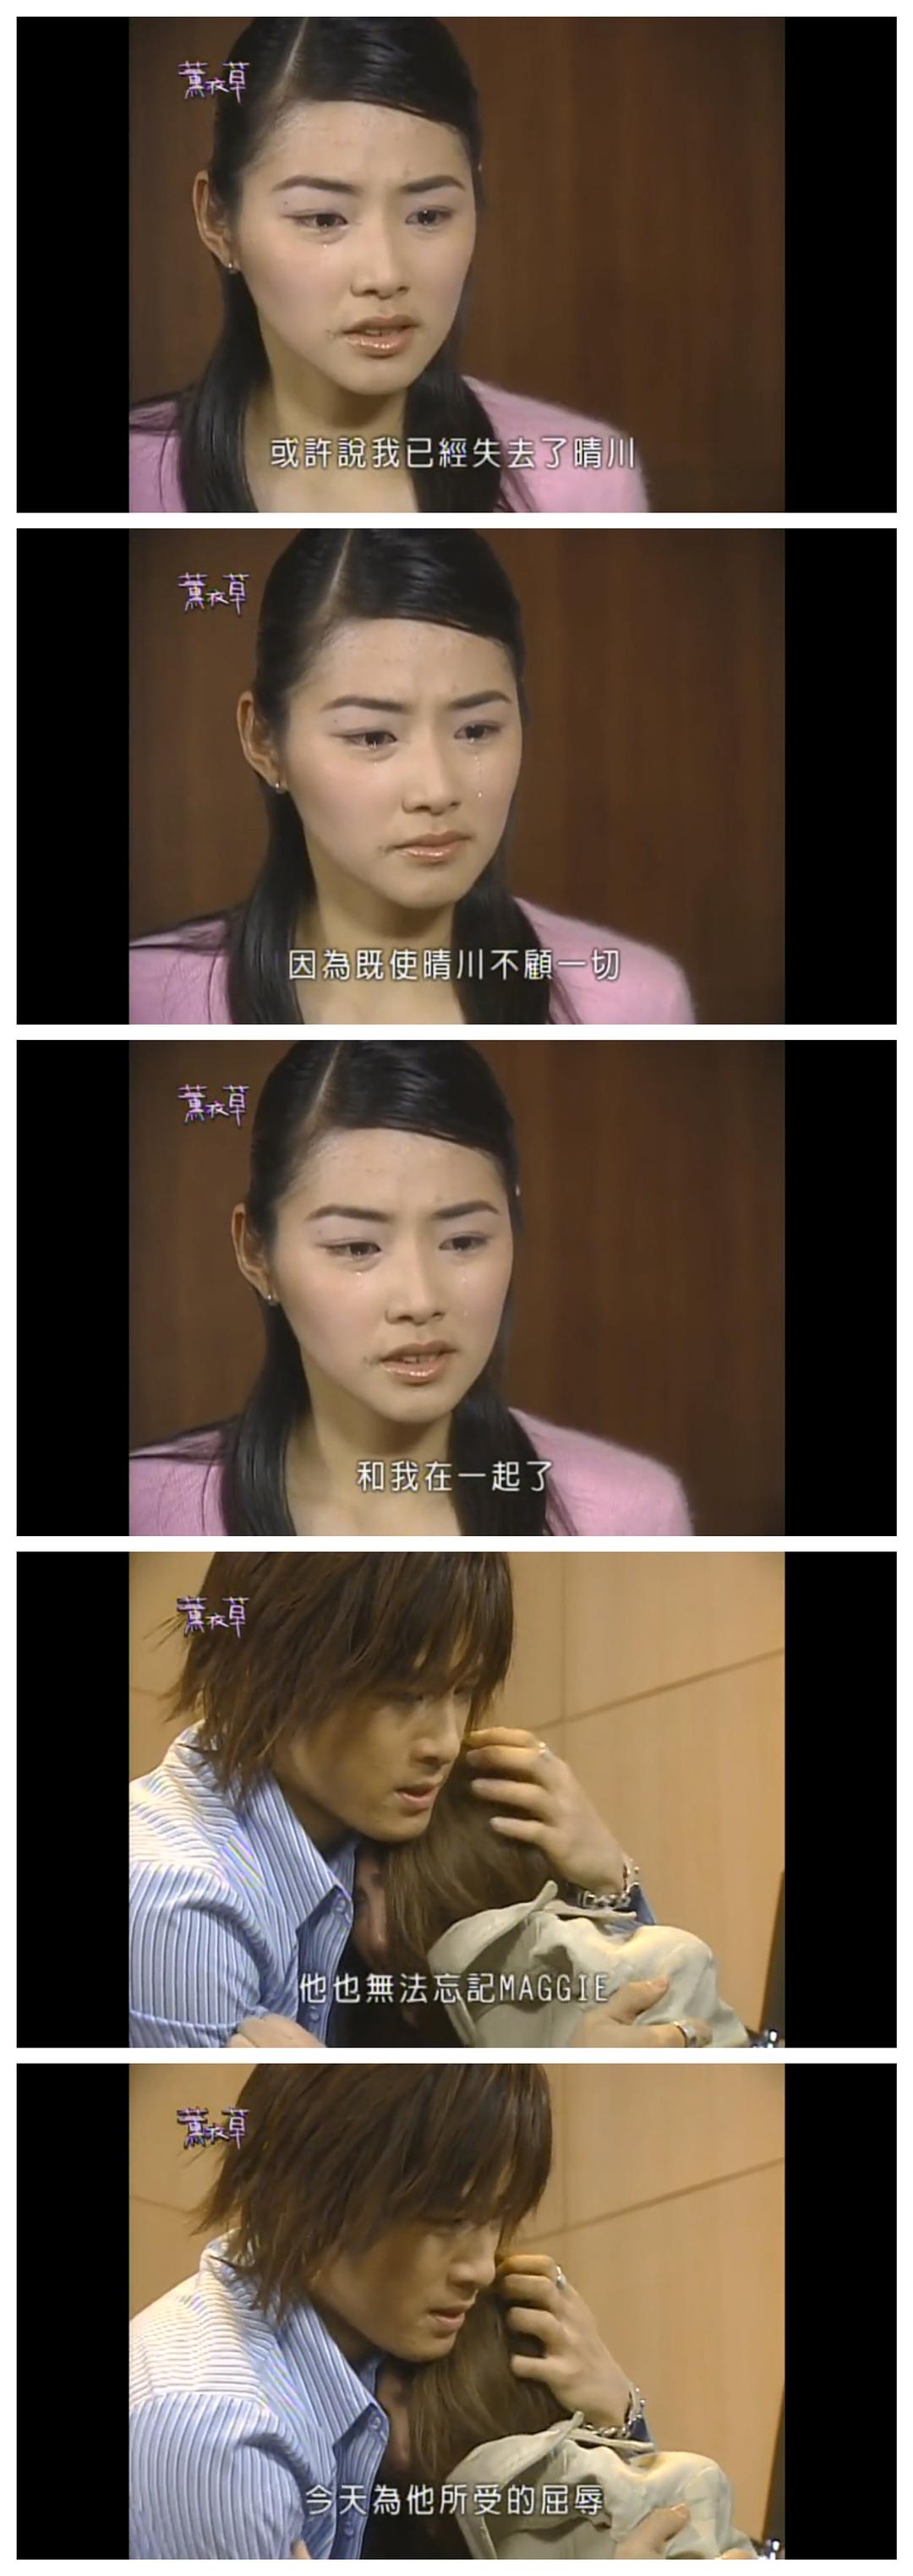 薰衣草
或許說我已經失去了晴川
薰衣草
因為既使晴川不顧一切
薰衣草
和我在一起了
薰衣草
他也無法忘記MAGGIE
薰衣草
今天為他所受的屈辱